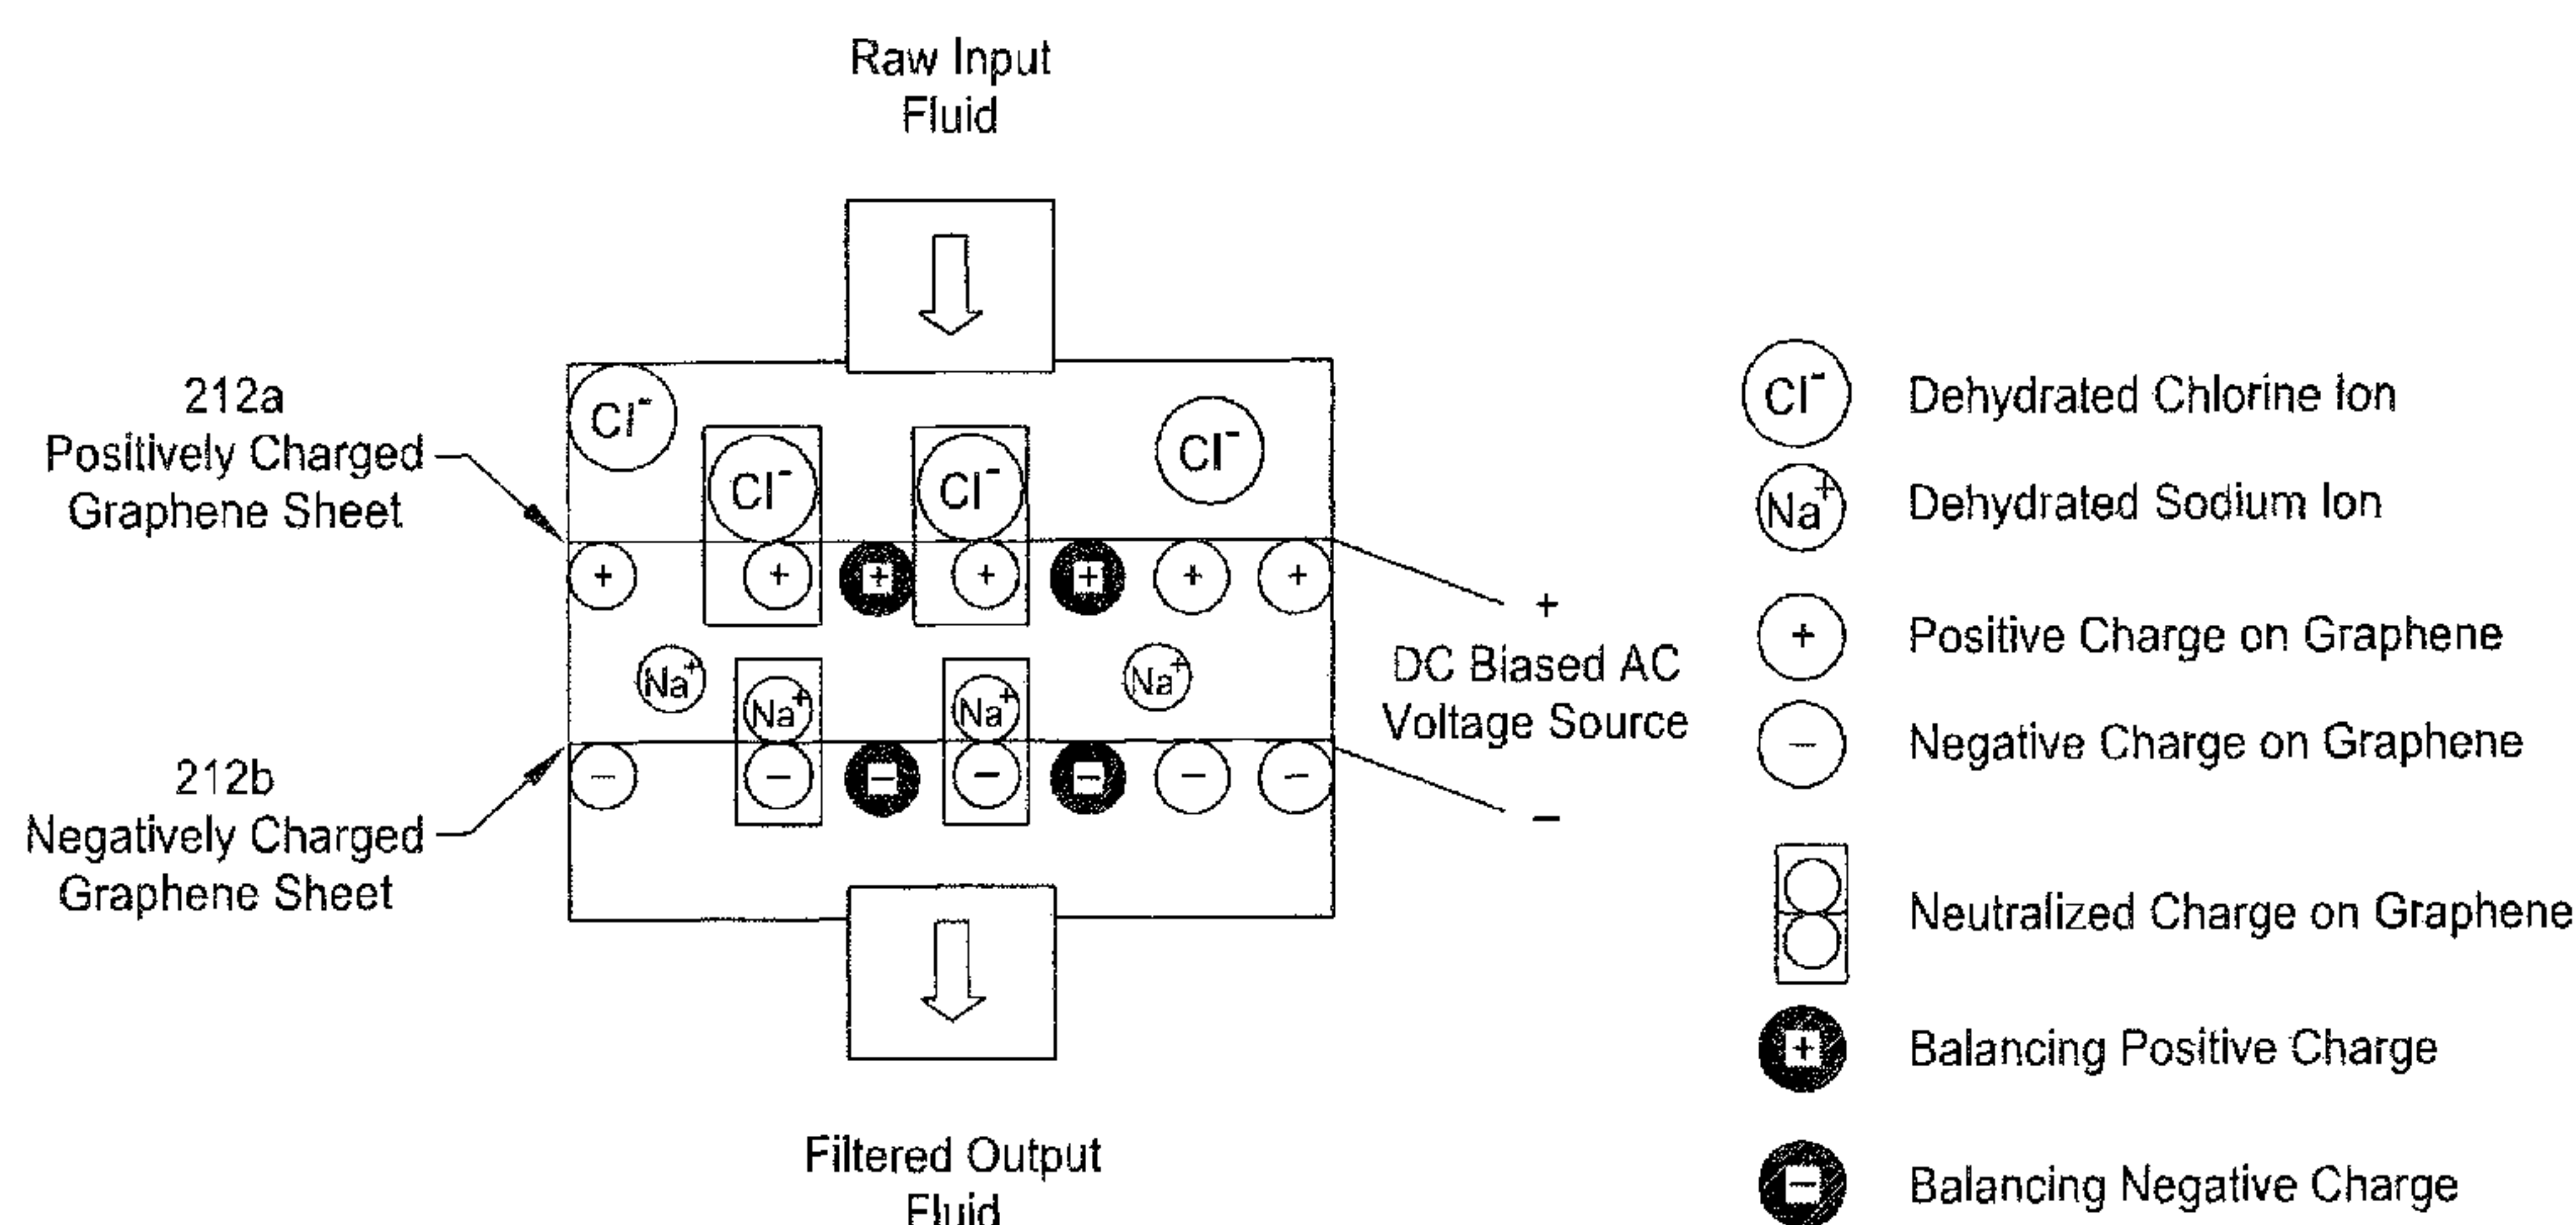 Raw Input
Fluid
212a
Positively Charged
Graphene Sheet
Cl⁻
Cl⁻
Cl⁻
Cl⁻
+ + + + + + +
Na⁺ Na⁺ Na⁺ Na⁺
− − − − − − −
212b
Negatively Charged
Graphene Sheet
+
DC Biased AC
Voltage Source
−
Filtered Output
Fluid
Cl⁻ Dehydrated Chlorine Ion
Na⁺ Dehydrated Sodium Ion
+ Positive Charge on Graphene
− Negative Charge on Graphene
Neutralized Charge on Graphene
+ Balancing Positive Charge
− Balancing Negative Charge